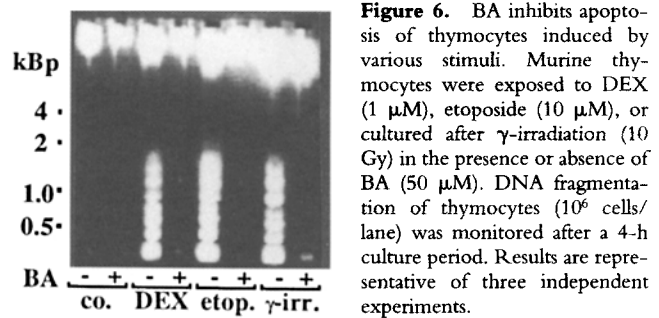 kBp
4
2
1.0
0.5
BA - + - + - + - +
co. DEX etop. γ-irr.
Figure 6. BA inhibits apopto-
sis of thymocytes induced by
various stimuli. Murine thy-
mocytes were exposed to DEX
(1 μM), etoposide (10 μM), or
cultured after γ-irradiation (10
Gy) in the presence or absence of
BA (50 μM). DNA fragmenta-
tion of thymocytes (10⁶ cells/
lane) was monitored after a 4-h
culture period. Results are repre-
sentative of three independent
experiments.